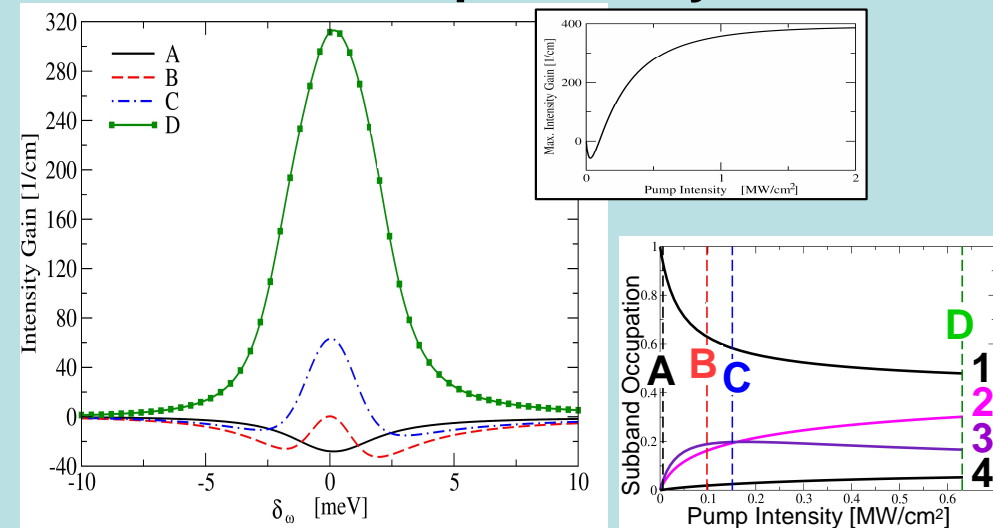 320
280
240
200
160
120
80
40
0
-40
Intensity Gain [1/cm]
A
B
C
D
-10
-5
0
5
10
δω [meV]
400
200
0
Max. Intensity Gain [1/cm]
0
1
2
Pump Intensity [MW/cm²]
1
0.8
0.6
0.4
0.2
0
Subband Occupation
A
B
C
D
1
2
3
4
0
0.1
0.2
0.3
0.4
0.5
0.6
Pump Intensity [MW/cm²]